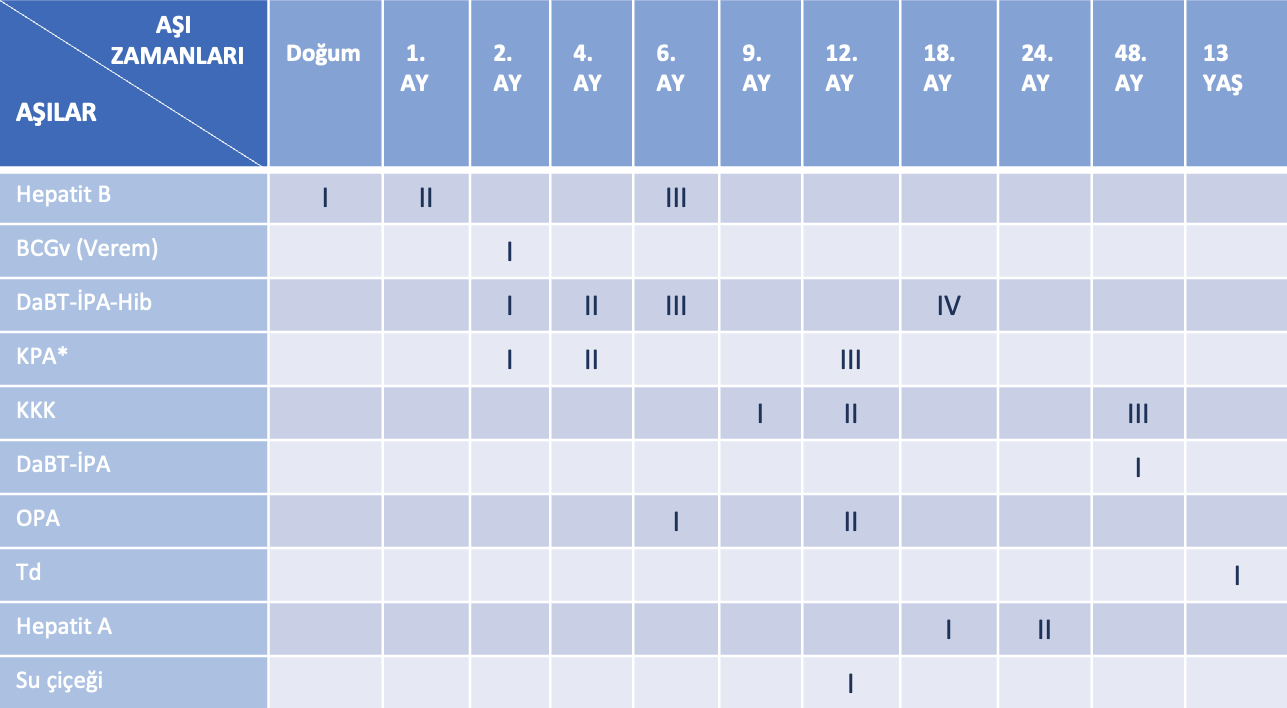 AŞI
ZAMANLARI
AŞILAR
Doğum 1. AY 2. AY 4. AY 6. AY 9. AY 12. AY 18. AY 24. AY 48. AY 13 YAŞ
Hepatit B I II III
BCGv (Verem) I
DaBT-İPA-Hib I II III IV
KPA* I II III
KKK I II III
DaBT-İPA I
OPA I II
Td I
Hepatit A I II
Su çiçeği I